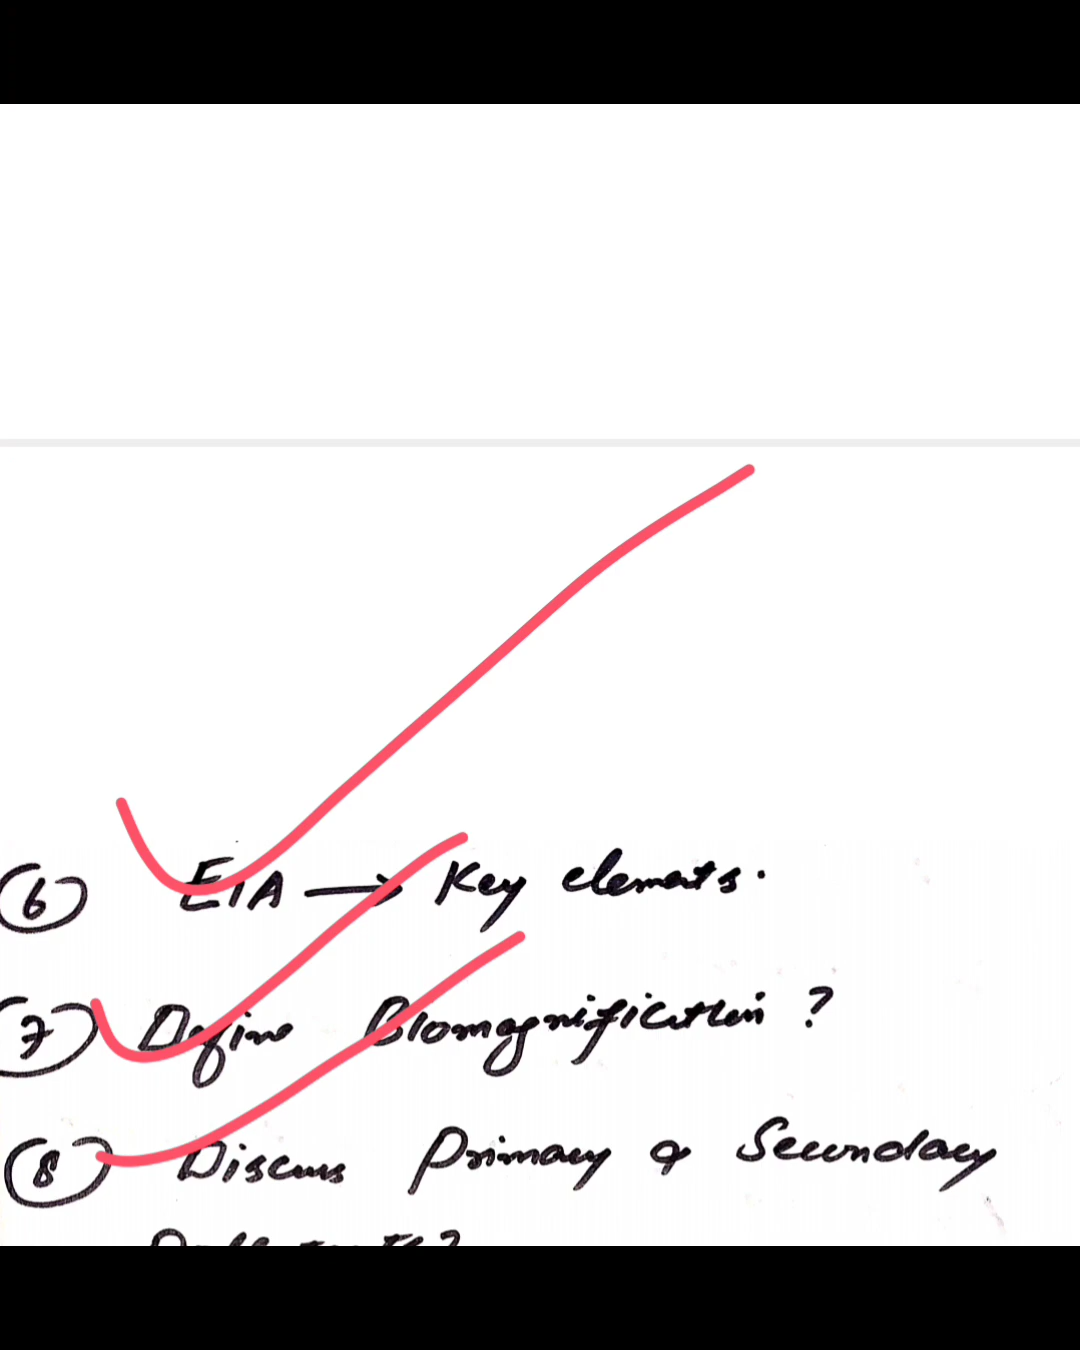 6 EIA → Key elements.
7 Define Biomagnification ?
8 Discuss Primary & Secondary